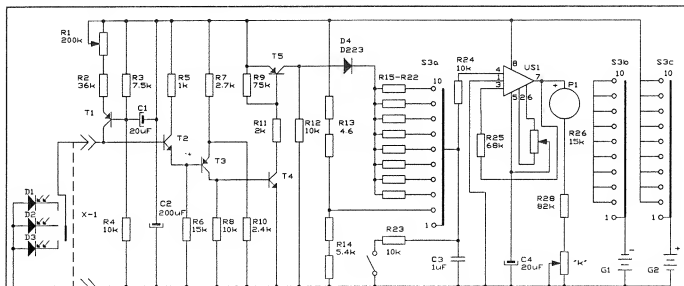 R1
200k
R2
36k
R3
7.5k
R5
1k
R7
2.7k
R9
75k
T5
D4
D223
S3a
10
R24
10k
US1
8
4
1
3
7
5
2
6
+
P1
S3b
10
S3c
10
T1
C1
20uF
T2
T3
T4
R11
2k
R12
10k
R13
4.6
R15-R22
R25
68k
R26
15k
D1
D2
D3
X-1
R4
10k
C2
200uF
R6
15k
R8
10k
R10
2.4k
R14
5.4k
R23
10k
1
C3
1uF
C4
20uF
R28
82k
"k"
1
G1
-
1
G2
+